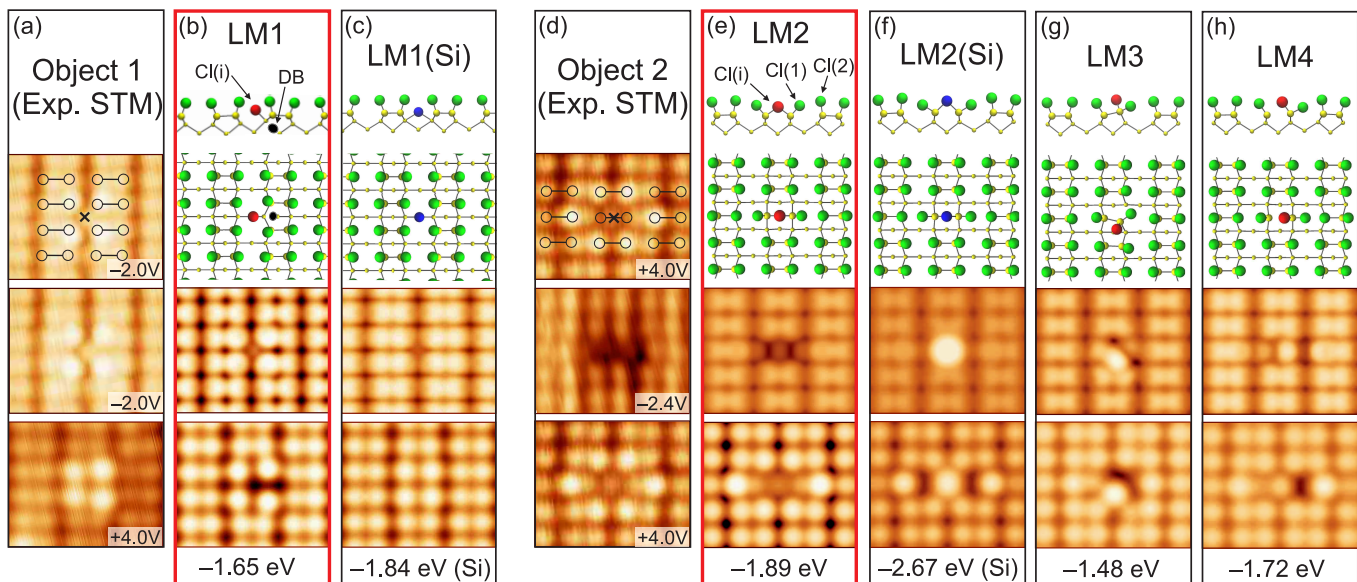 (a)
Object 1
(Exp. STM)
–2.0V
–2.0V
+4.0V
(b)
LM1
Cl(i)
DB
–1.65 eV
(c)
LM1(Si)
–1.84 eV (Si)
(d)
Object 2
(Exp. STM)
+4.0V
–2.4V
+4.0V
(e)
LM2
Cl(i) Cl(1) Cl(2)
–1.89 eV
(f)
LM2(Si)
–2.67 eV (Si)
(g)
LM3
–1.48 eV
(h)
LM4
–1.72 eV